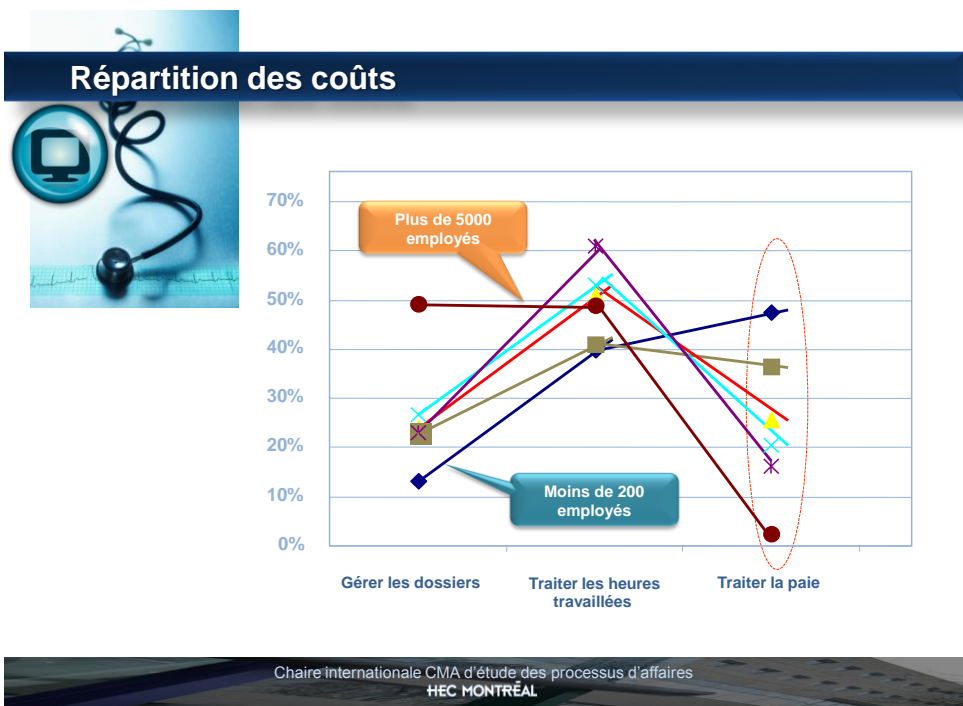 Répartition des coûts
70%
60%
50%
40%
30%
20%
10%
0%
Plus de 5000
employés
Moins de 200
employés
Gérer les dossiers
Traiter les heures
travaillées
Traiter la paie
Chaire internationale CMA d'étude des processus d'affaires
HEC MONTRĒAL